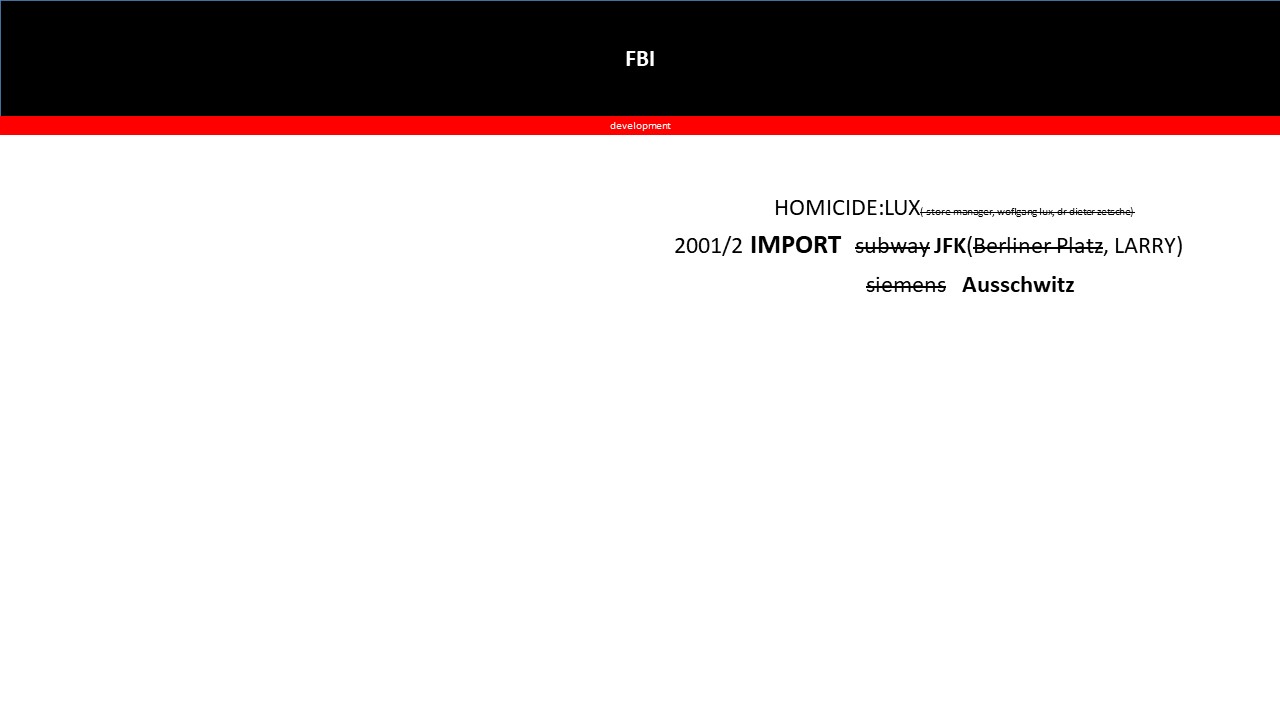 FBI
development
HOMICIDE:LUX( store manager, woflgang lux, dr dieter zetsche)
2001/2 IMPORT subway JFK(Berliner Platz, LARRY)
siemens Ausschwitz